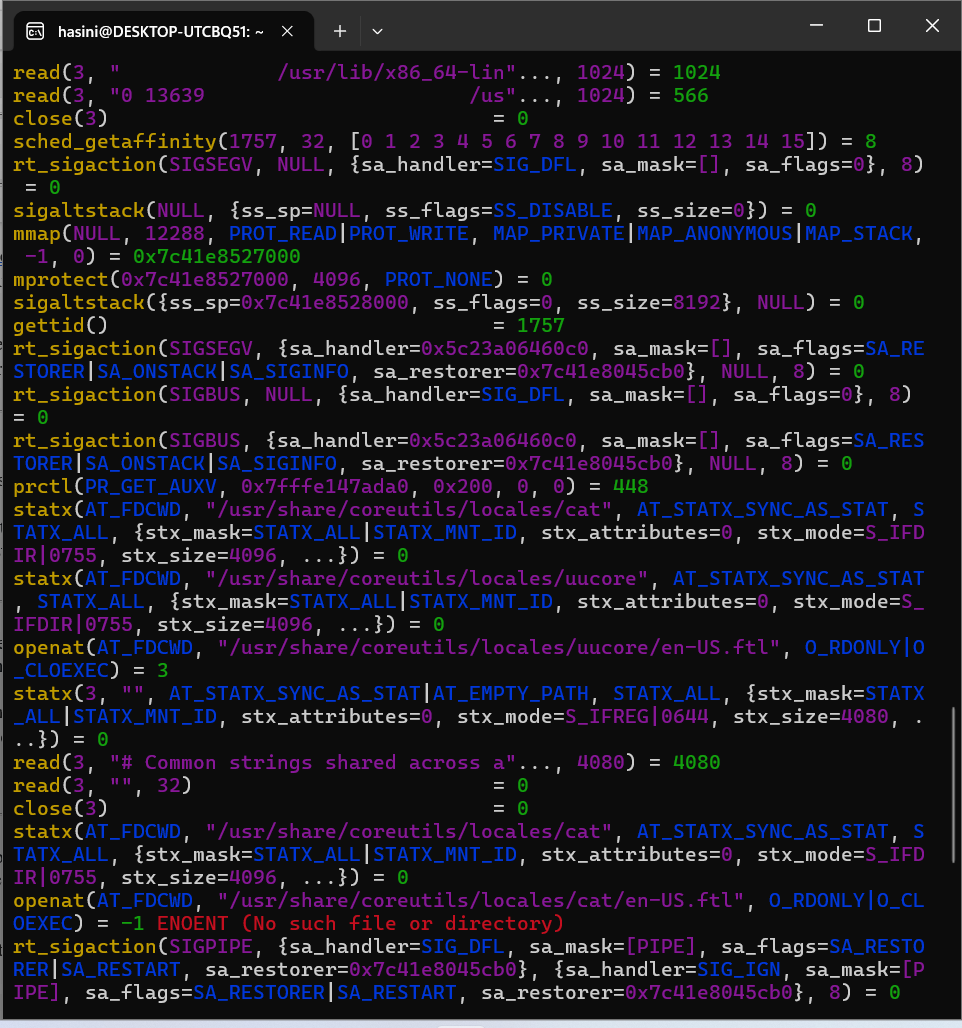 hasini@DESKTOP-UTCBQ51: ~
read(3, "             /usr/lib/x86_64-lin"..., 1024) = 1024
read(3, "0 13639                      /us"..., 1024) = 566
close(3)                                = 0
sched_getaffinity(1757, 32, [0 1 2 3 4 5 6 7 8 9 10 11 12 13 14 15]) = 8
rt_sigaction(SIGSEGV, NULL, {sa_handler=SIG_DFL, sa_mask=[], sa_flags=0}, 8)
 = 0
sigaltstack(NULL, {ss_sp=NULL, ss_flags=SS_DISABLE, ss_size=0}) = 0
mmap(NULL, 12288, PROT_READ|PROT_WRITE, MAP_PRIVATE|MAP_ANONYMOUS|MAP_STACK,
 -1, 0) = 0x7c41e8527000
mprotect(0x7c41e8527000, 4096, PROT_NONE) = 0
sigaltstack({ss_sp=0x7c41e8528000, ss_flags=0, ss_size=8192}, NULL) = 0
gettid()                                = 1757
rt_sigaction(SIGSEGV, {sa_handler=0x5c23a06460c0, sa_mask=[], sa_flags=SA_RE
STORER|SA_ONSTACK|SA_SIGINFO, sa_restorer=0x7c41e8045cb0}, NULL, 8) = 0
rt_sigaction(SIGBUS, NULL, {sa_handler=SIG_DFL, sa_mask=[], sa_flags=0}, 8)
= 0
rt_sigaction(SIGBUS, {sa_handler=0x5c23a06460c0, sa_mask=[], sa_flags=SA_RES
TORER|SA_ONSTACK|SA_SIGINFO, sa_restorer=0x7c41e8045cb0}, NULL, 8) = 0
prctl(PR_GET_AUXV, 0x7fffe147ada0, 0x200, 0, 0) = 448
statx(AT_FDCWD, "/usr/share/coreutils/locales/cat", AT_STATX_SYNC_AS_STAT, S
TATX_ALL, {stx_mask=STATX_ALL|STATX_MNT_ID, stx_attributes=0, stx_mode=S_IFD
IR|0755, stx_size=4096, ...}) = 0
statx(AT_FDCWD, "/usr/share/coreutils/locales/uucore", AT_STATX_SYNC_AS_STAT
, STATX_ALL, {stx_mask=STATX_ALL|STATX_MNT_ID, stx_attributes=0, stx_mode=S_
IFDIR|0755, stx_size=4096, ...}) = 0
openat(AT_FDCWD, "/usr/share/coreutils/locales/uucore/en-US.ftl", O_RDONLY|O
_CLOEXEC) = 3
statx(3, "", AT_STATX_SYNC_AS_STAT|AT_EMPTY_PATH, STATX_ALL, {stx_mask=STATX
_ALL|STATX_MNT_ID, stx_attributes=0, stx_mode=S_IFREG|0644, stx_size=4080, .
..}) = 0
read(3, "# Common strings shared across a"..., 4080) = 4080
read(3, "", 32)                         = 0
close(3)                                = 0
statx(AT_FDCWD, "/usr/share/coreutils/locales/cat", AT_STATX_SYNC_AS_STAT, S
TATX_ALL, {stx_mask=STATX_ALL|STATX_MNT_ID, stx_attributes=0, stx_mode=S_IFD
IR|0755, stx_size=4096, ...}) = 0
openat(AT_FDCWD, "/usr/share/coreutils/locales/cat/en-US.ftl", O_RDONLY|O_CL
OEXEC) = -1 ENOENT (No such file or directory)
rt_sigaction(SIGPIPE, {sa_handler=SIG_DFL, sa_mask=[PIPE], sa_flags=SA_RESTO
RER|SA_RESTART, sa_restorer=0x7c41e8045cb0}, {sa_handler=SIG_IGN, sa_mask=[P
IPE], sa_flags=SA_RESTORER|SA_RESTART, sa_restorer=0x7c41e8045cb0}, 8) = 0